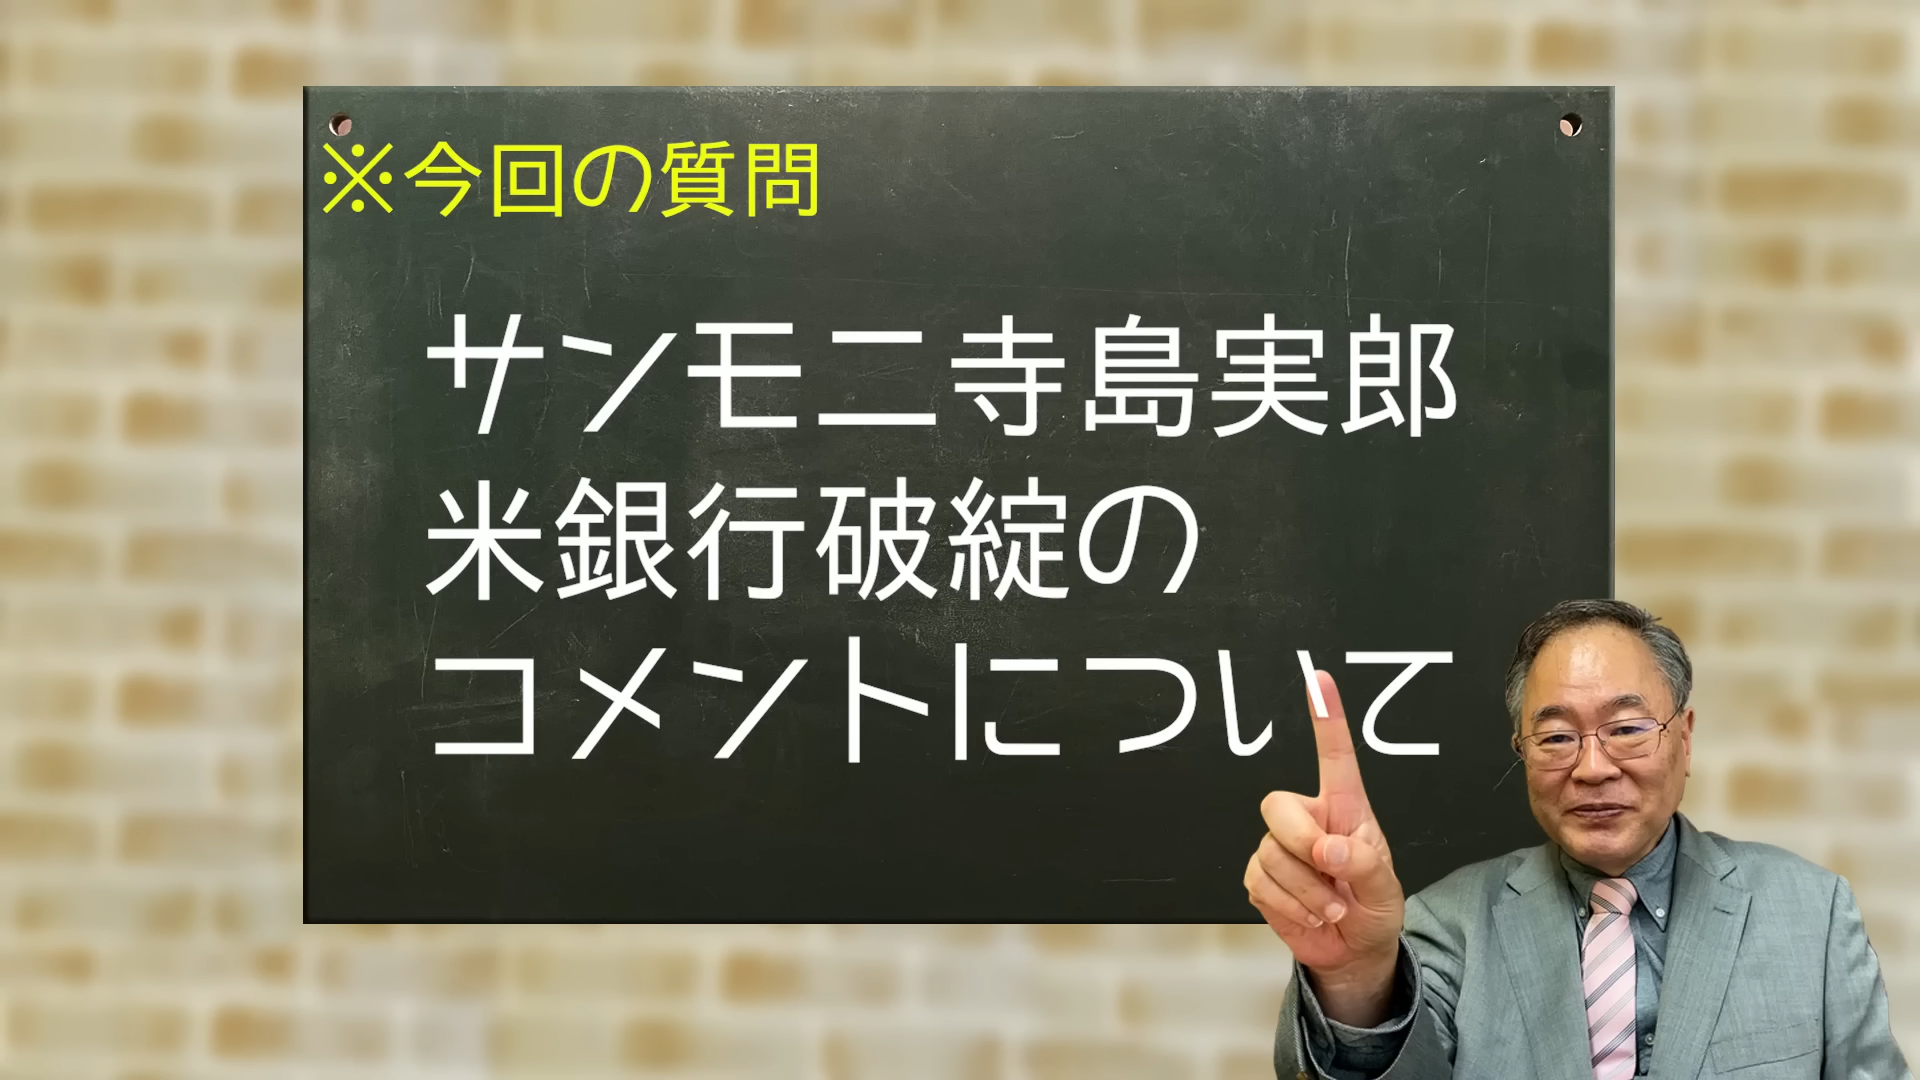 ※今回の質問
サンモニ寺島実郎
米銀行破綻の
コメントについて